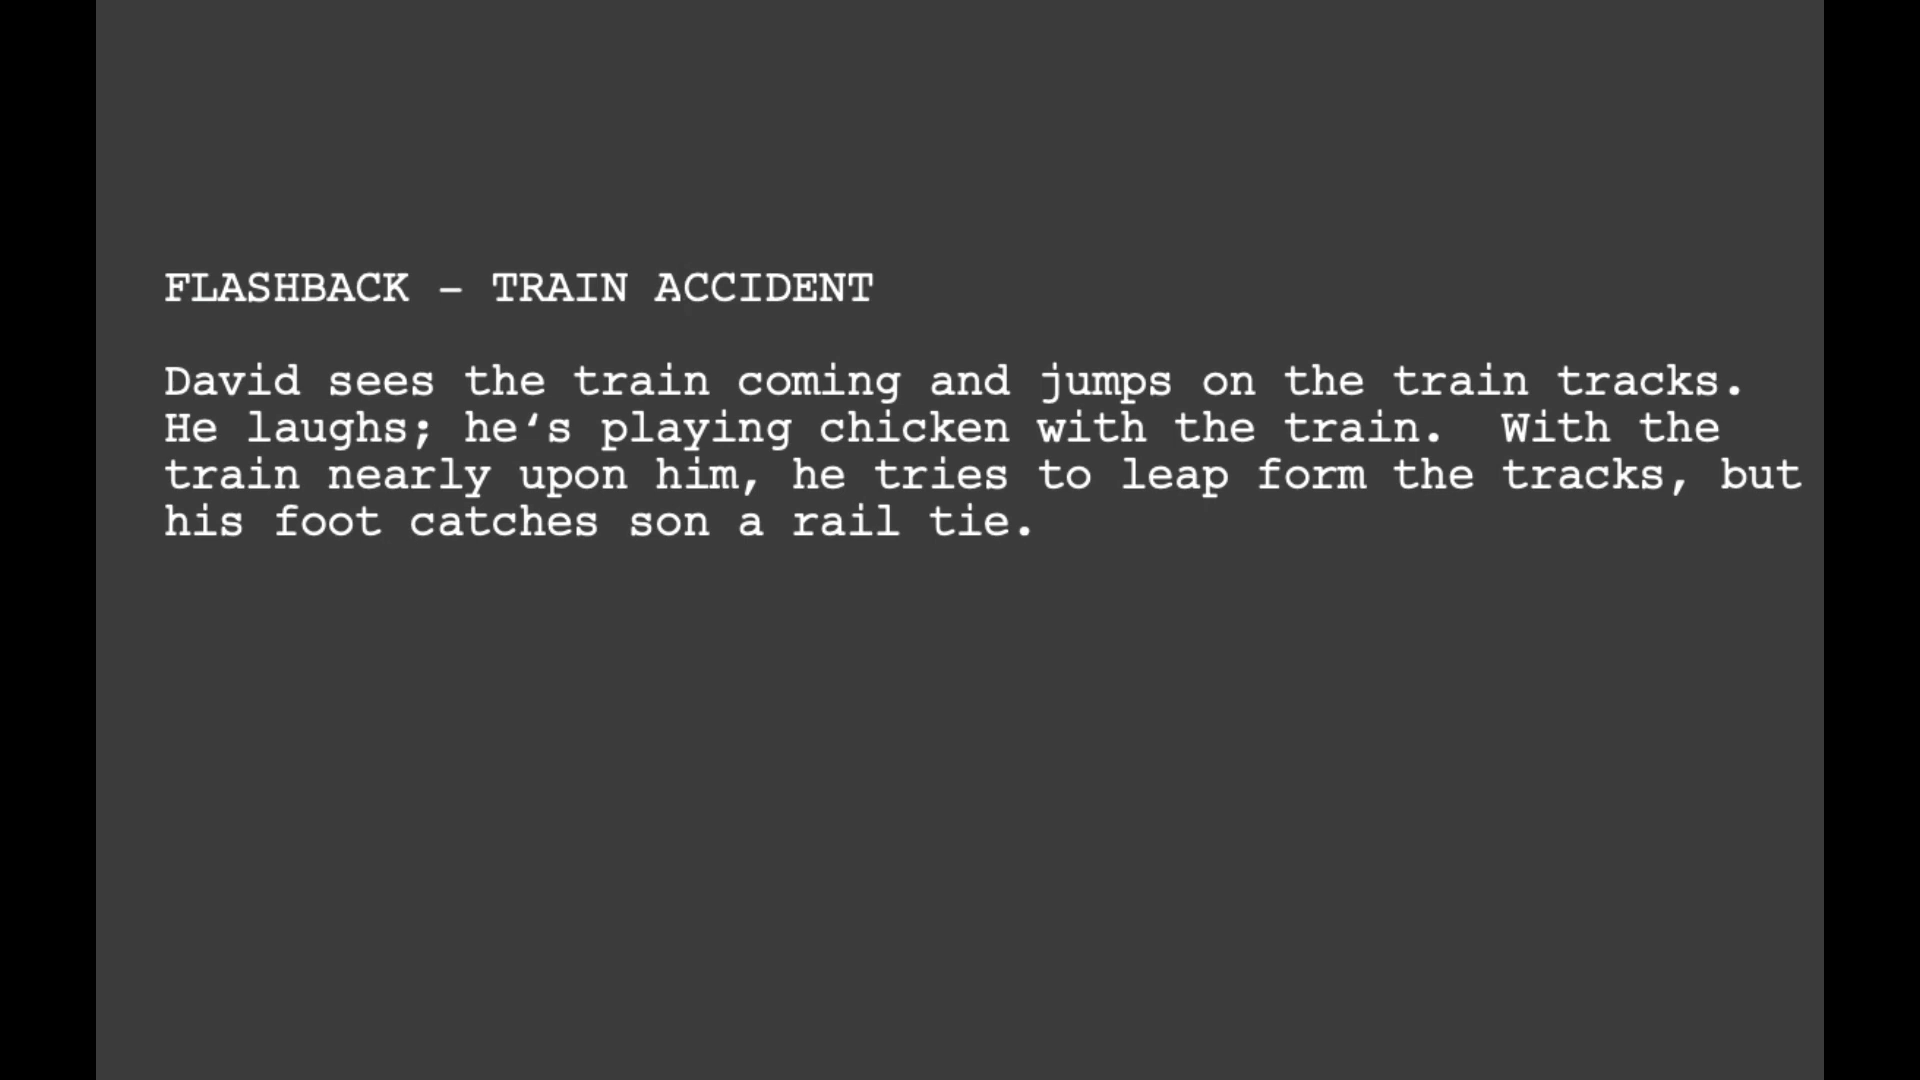 FLASHBACK – TRAIN ACCIDENT
David sees the train coming and jumps on the train tracks.
He laughs; he‘s playing chicken with the train.  With the
train nearly upon him, he tries to leap form the tracks, but
his foot catches son a rail tie.